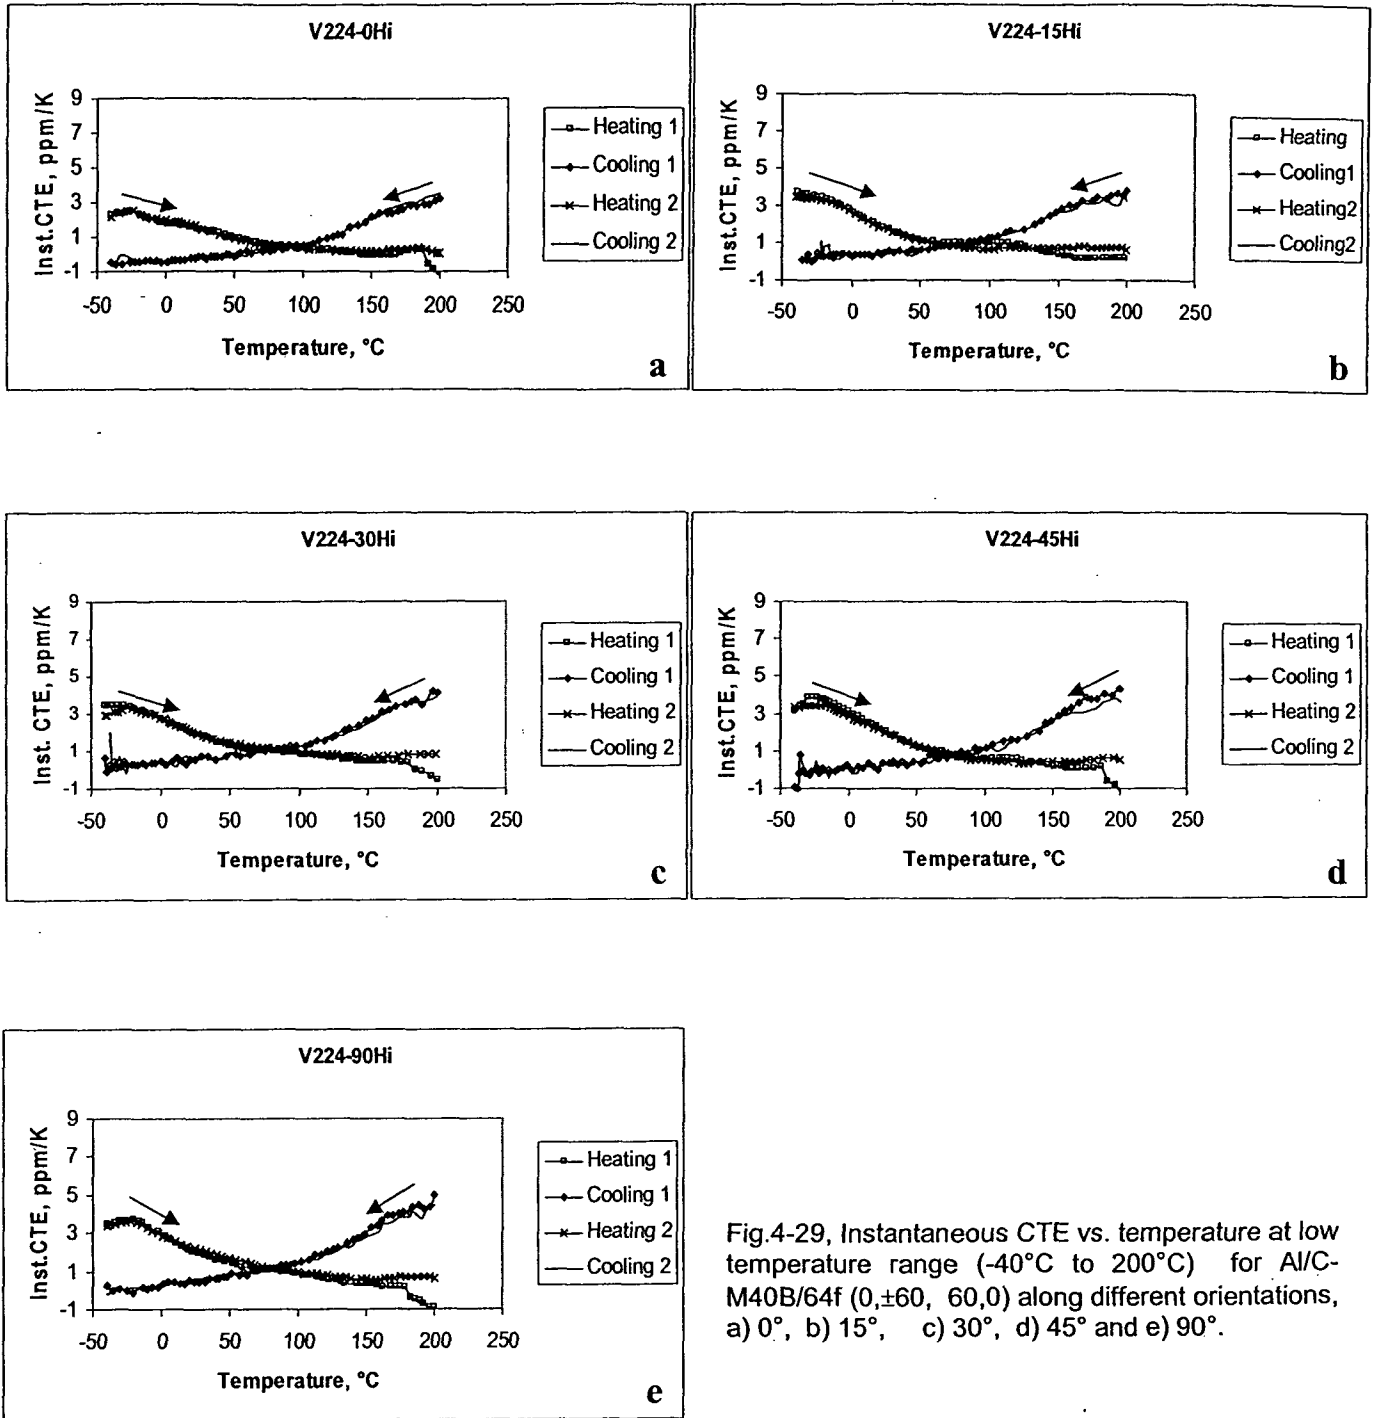 V224-0Hi
Inst.CTE, ppm/K
9
7
5
3
1
-1
-50 0 50 100 150 200 250
Temperature, °C
Heating 1
Cooling 1
Heating 2
Cooling 2
a
V224-15Hi
Inst.CTE, ppm/K
9
7
5
3
1
-1
-50 0 50 100 150 200 250
Temperature, °C
Heating
Cooling1
Heating2
Cooling2
b
V224-30Hi
Inst. CTE, ppm/K
9
7
5
3
1
-1
-50 0 50 100 150 200 250
Temperature, °C
Heating 1
Cooling 1
Heating 2
Cooling 2
c
V224-45Hi
Inst.CTE, ppm/K
9
7
5
3
1
-1
-50 0 50 100 150 200 250
Temperature, °C
Heating 1
Cooling 1
Heating 2
Cooling 2
d
V224-90Hi
Inst.CTE, ppm/K
9
7
5
3
1
-1
-50 0 50 100 150 200 250
Temperature, °C
Heating 1
Cooling 1
Heating 2
Cooling 2
e
Fig.4-29, Instantaneous CTE vs. temperature at low
temperature range (-40°C to 200°C) for Al/C-
M40B/64f (0,±60, 60,0) along different orientations,
a) 0°, b) 15°, c) 30°, d) 45° and e) 90°.